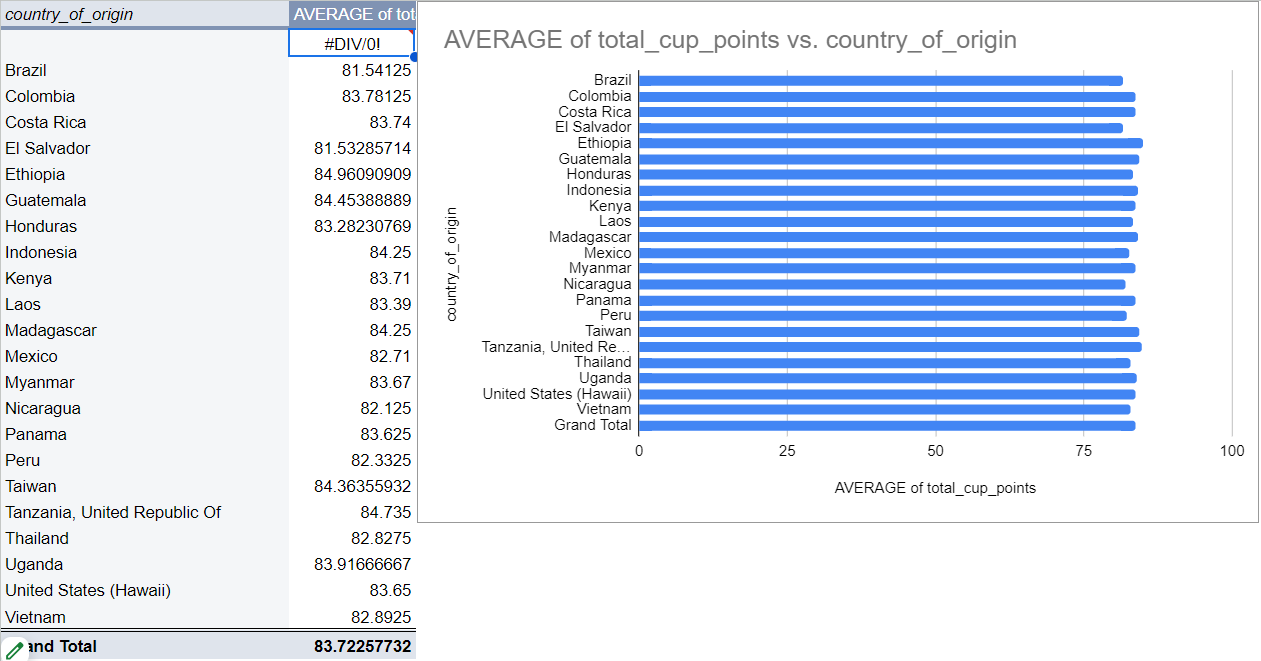 country_of_origin AVERAGE of tot
#DIV/0!
Brazil 81.54125
Colombia 83.78125
Costa Rica 83.74
El Salvador 81.53285714
Ethiopia 84.96090909
Guatemala 84.45388889
Honduras 83.28230769
Indonesia 84.25
Kenya 83.71
Laos 83.39
Madagascar 84.25
Mexico 82.71
Myanmar 83.67
Nicaragua 82.125
Panama 83.625
Peru 82.3325
Taiwan 84.36355932
Tanzania, United Republic Of 84.735
Thailand 82.8275
Uganda 83.91666667
United States (Hawaii) 83.65
Vietnam 82.8925
and Total 83.72257732
AVERAGE of total_cup_points vs. country_of_origin
country_of_origin
Brazil
Colombia
Costa Rica
El Salvador
Ethiopia
Guatemala
Honduras
Indonesia
Kenya
Laos
Madagascar
Mexico
Myanmar
Nicaragua
Panama
Peru
Taiwan
Tanzania, United Re...
Thailand
Uganda
United States (Hawaii)
Vietnam
Grand Total
0 25 50 75 100
AVERAGE of total_cup_points